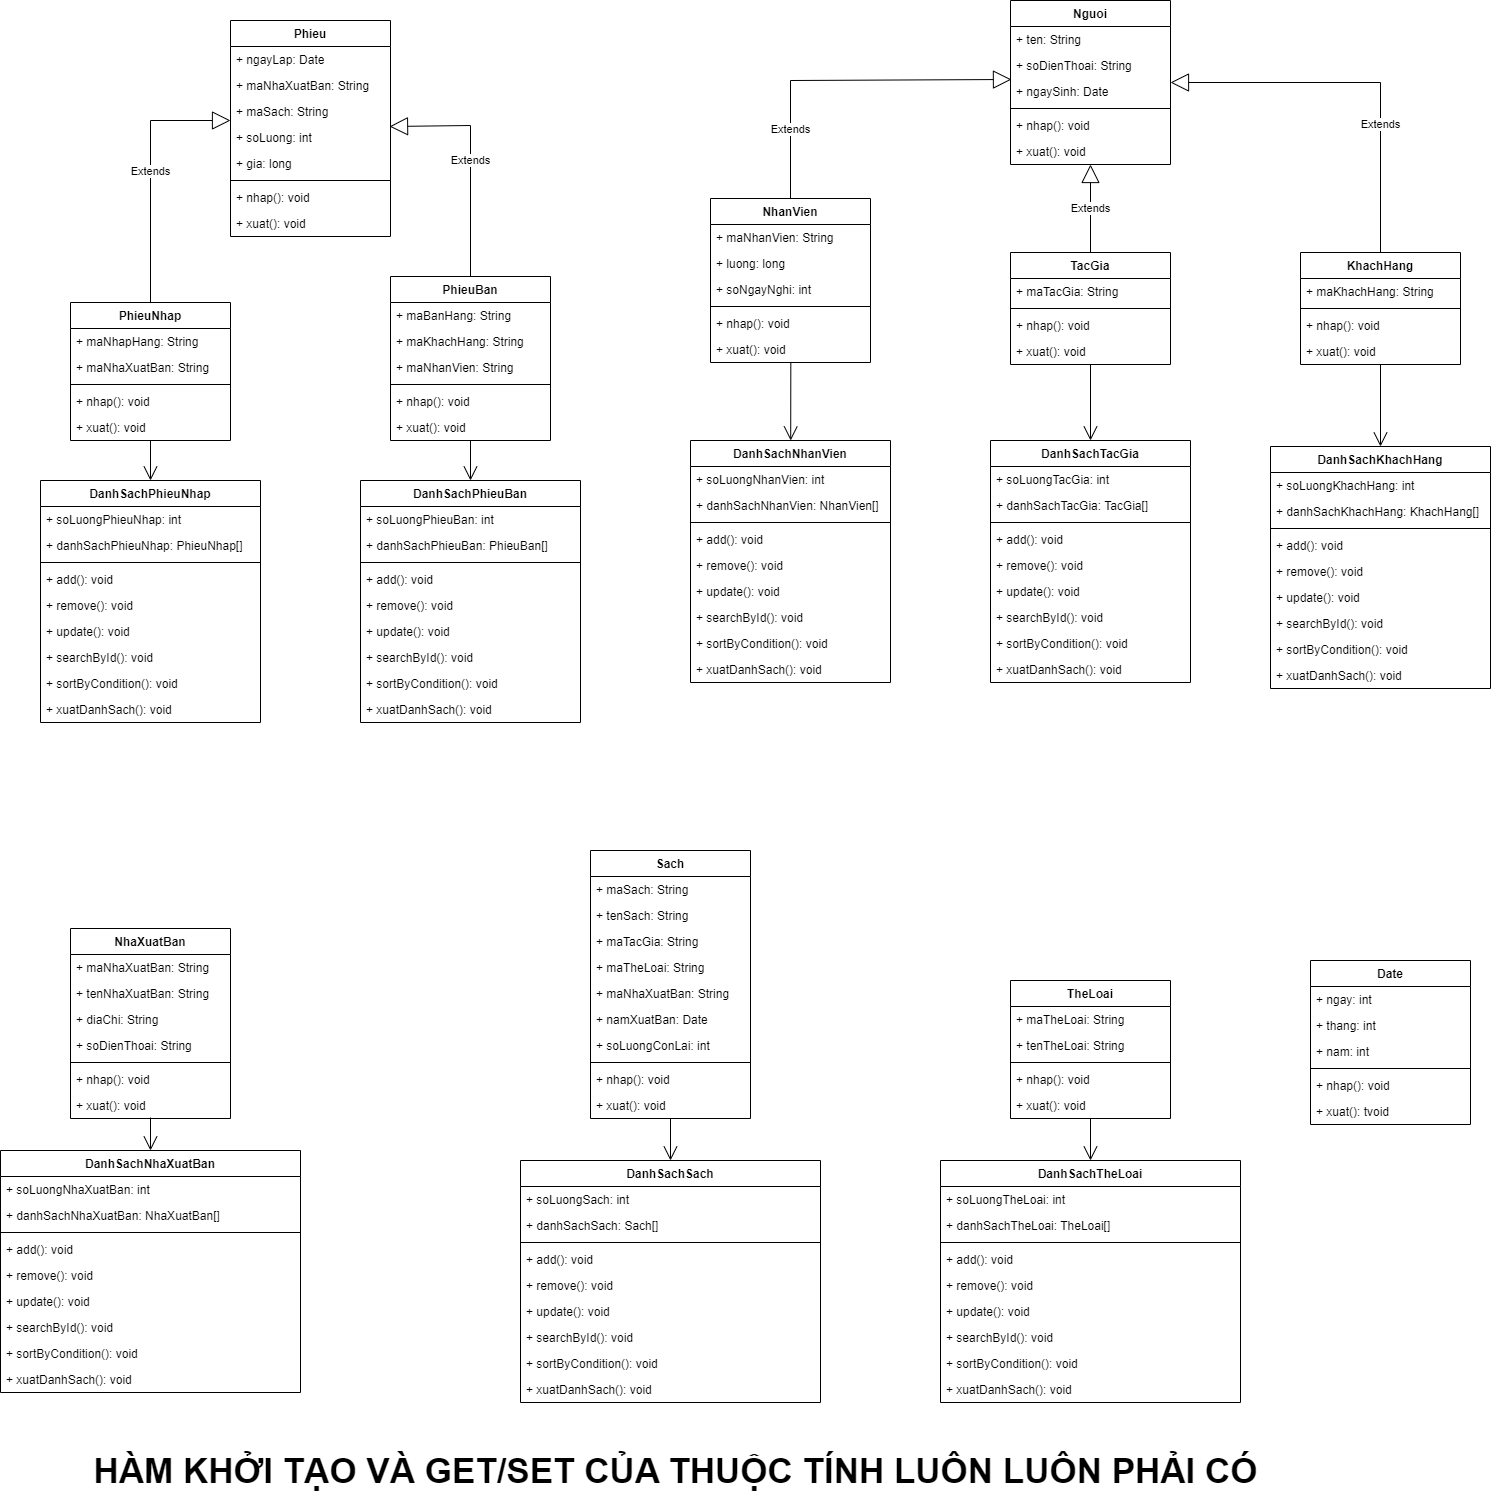 Phieu
+ ngayLap: Date
+ maNhaXuatBan: String
+ maSach: String
+ soLuong: int
+ gia: long
+ nhap(): void
+ xuat(): void
Extends
Extends
PhieuNhap
+ maNhapHang: String
+ maNhaXuatBan: String
+ nhap(): void
+ xuat(): void
PhieuBan
+ maBanHang: String
+ maKhachHang: String
+ maNhanVien: String
+ nhap(): void
+ xuat(): void
DanhSachPhieuNhap
+ soLuongPhieuNhap: int
+ danhSachPhieuNhap: PhieuNhap[]
+ add(): void
+ remove(): void
+ update(): void
+ searchById(): void
+ sortByCondition(): void
+ xuatDanhSach(): void
DanhSachPhieuBan
+ soLuongPhieuBan: int
+ danhSachPhieuBan: PhieuBan[]
+ add(): void
+ remove(): void
+ update(): void
+ searchById(): void
+ sortByCondition(): void
+ xuatDanhSach(): void
Nguoi
+ ten: String
+ soDienThoai: String
+ ngaySinh: Date
+ nhap(): void
+ xuat(): void
Extends
Extends
Extends
NhanVien
+ maNhanVien: String
+ luong: long
+ soNgayNghi: int
+ nhap(): void
+ xuat(): void
TacGia
+ maTacGia: String
+ nhap(): void
+ xuat(): void
KhachHang
+ maKhachHang: String
+ nhap(): void
+ xuat(): void
DanhSachNhanVien
+ soLuongNhanVien: int
+ danhSachNhanVien: NhanVien[]
+ add(): void
+ remove(): void
+ update(): void
+ searchById(): void
+ sortByCondition(): void
+ xuatDanhSach(): void
DanhSachTacGia
+ soLuongTacGia: int
+ danhSachTacGia: TacGia[]
+ add(): void
+ remove(): void
+ update(): void
+ searchById(): void
+ sortByCondition(): void
+ xuatDanhSach(): void
DanhSachKhachHang
+ soLuongKhachHang: int
+ danhSachKhachHang: KhachHang[]
+ add(): void
+ remove(): void
+ update(): void
+ searchById(): void
+ sortByCondition(): void
+ xuatDanhSach(): void
NhaXuatBan
+ maNhaXuatBan: String
+ tenNhaXuatBan: String
+ diaChi: String
+ soDienThoai: String
+ nhap(): void
+ xuat(): void
DanhSachNhaXuatBan
+ soLuongNhaXuatBan: int
+ danhSachNhaXuatBan: NhaXuatBan[]
+ add(): void
+ remove(): void
+ update(): void
+ searchById(): void
+ sortByCondition(): void
+ xuatDanhSach(): void
Sach
+ maSach: String
+ tenSach: String
+ maTacGia: String
+ maTheLoai: String
+ maNhaXuatBan: String
+ namXuatBan: Date
+ soLuongConLai: int
+ nhap(): void
+ xuat(): void
DanhSachSach
+ soLuongSach: int
+ danhSachSach: Sach[]
+ add(): void
+ remove(): void
+ update(): void
+ searchById(): void
+ sortByCondition(): void
+ xuatDanhSach(): void
TheLoai
+ maTheLoai: String
+ tenTheLoai: String
+ nhap(): void
+ xuat(): void
DanhSachTheLoai
+ soLuongTheLoai: int
+ danhSachTheLoai: TheLoai[]
+ add(): void
+ remove(): void
+ update(): void
+ searchById(): void
+ sortByCondition(): void
+ xuatDanhSach(): void
Date
+ ngay: int
+ thang: int
+ nam: int
+ nhap(): void
+ xuat(): tvoid
HÀM KHỞI TẠO VÀ GET/SET CỦA THUỘC TÍNH LUÔN LUÔN PHẢI CÓ